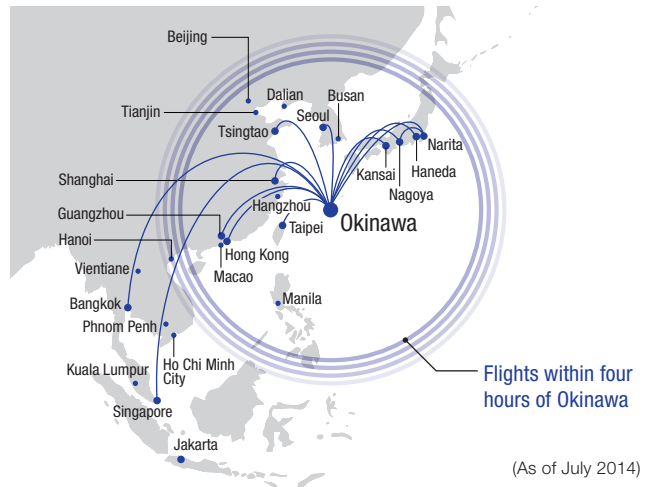 Beijing
Dalian
Busan
Tianjin
Seoul
Tsingtao
Narita
Haneda
Kansai
Nagoya
Shanghai
Hangzhou
Guangzhou
Taipei
Okinawa
Hanoi
Hong Kong
Macao
Vientiane
Manila
Bangkok
Phnom Penh
Ho Chi Minh
City
Kuala Lumpur
Singapore
Flights within four
hours of Okinawa
Jakarta
(As of July 2014)